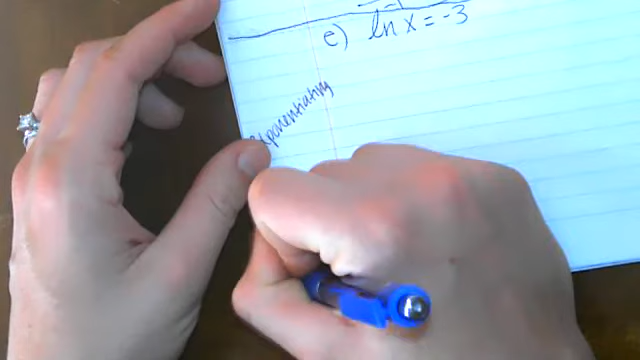 e) ln x = -3
Exponentiating